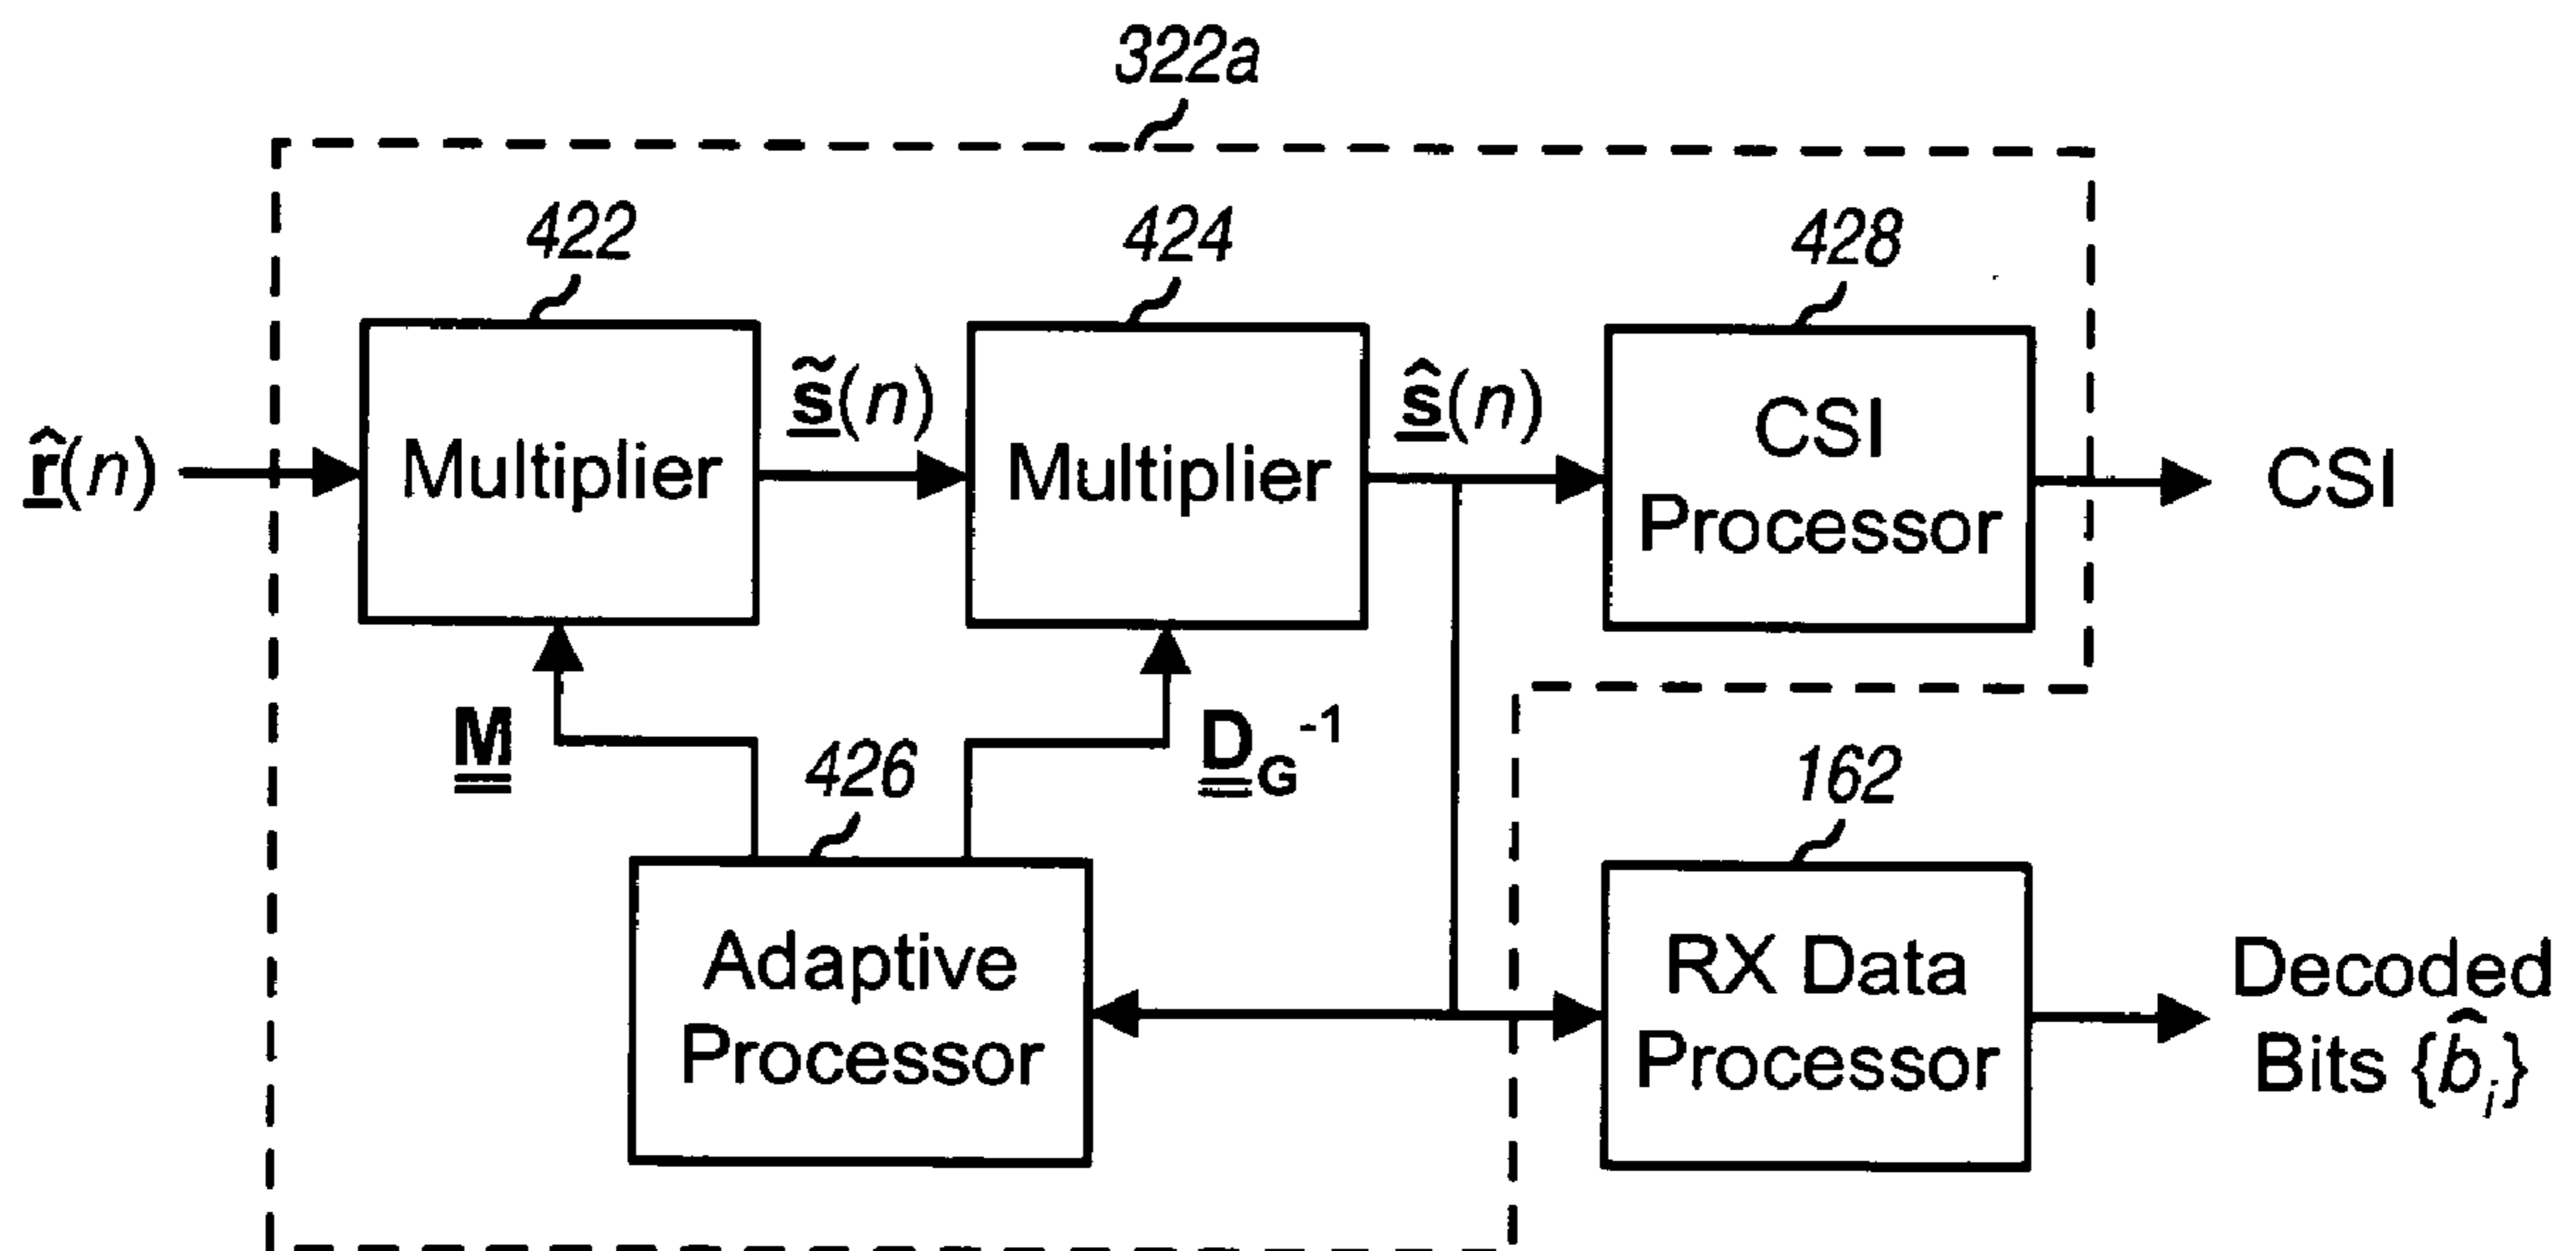 322a
422
424
428
r̂(n)
Multiplier
s̃(n)
Multiplier
ŝ(n)
CSI
Processor
CSI
M
D_G^-1
426
162
Adaptive
Processor
RX Data
Processor
Decoded
Bits {b̂_i}